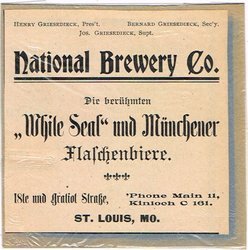 HENRY GRIESEDIECK, Pres't. BERNARD GRIESEDIECK, Sec'y.
JOS. GRIESEDIECK, Supt.
National Brewery Co.
Die berühmten
„White Seal“ und Münchener
Flaschenbiere.
18te und Gratiot Straße,
'Phone Main 11,
Kinloch C 161.
ST. LOUIS, MO.